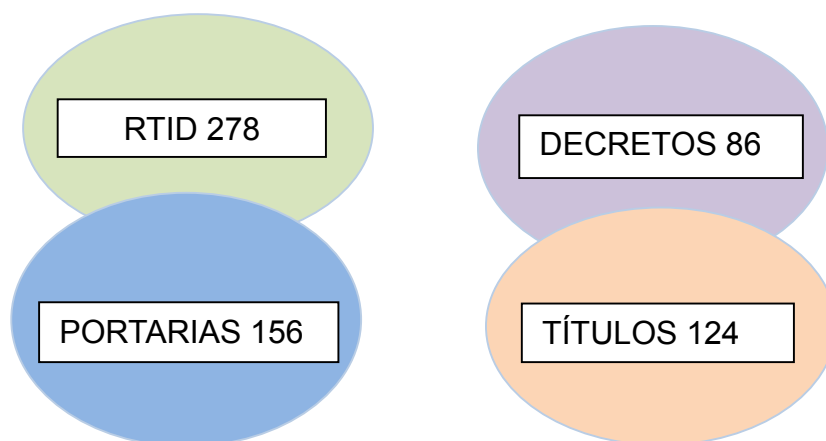 RTID 278
DECRETOS 86
PORTARIAS 156
TÍTULOS 124